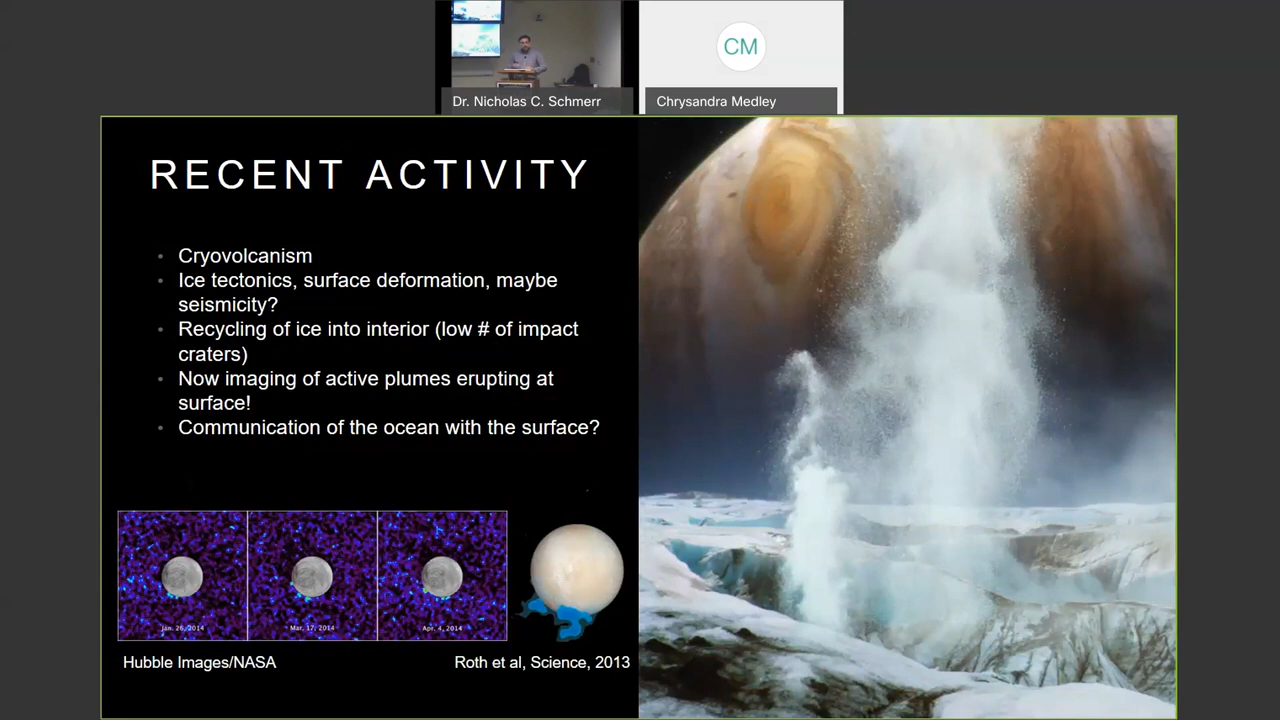 Dr. Nicholas C. Schmerr
CM
Chrysandra Medley
RECENT ACTIVITY
• Cryovolcanism
• Ice tectonics, surface deformation, maybe
seismicity?
• Recycling of ice into interior (low # of impact
craters)
• Now imaging of active plumes erupting at
surface!
• Communication of the ocean with the surface?
Jan. 26, 2014
Mar. 17, 2014
Apr. 4, 2014
Hubble Images/NASA
Roth et al, Science, 2013